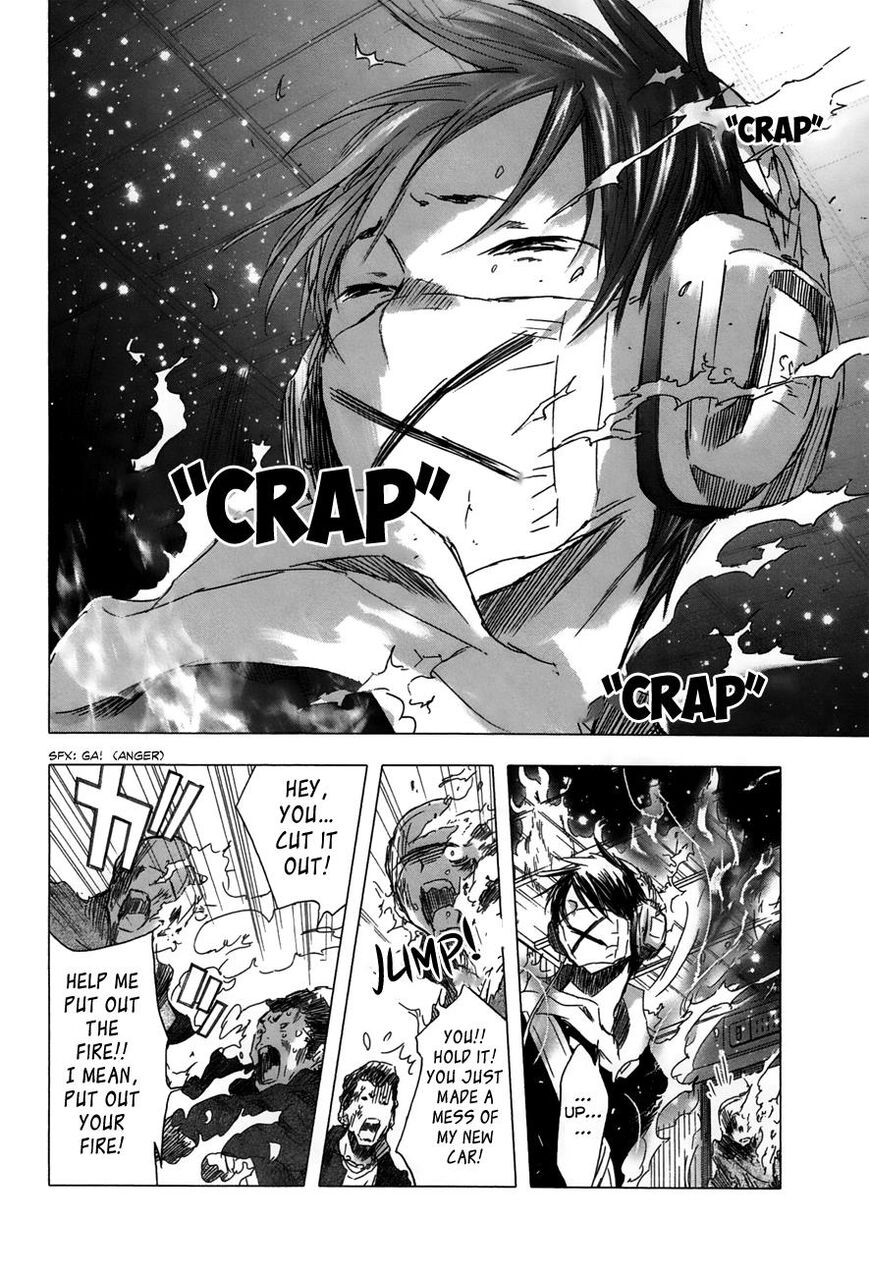 "CRAP"
"CRAP"
"CRAP"
SFX: GA! (ANGER)
...
UP...
...
JUMP!
YOU!!
HOLD IT!
YOU JUST
MADE A
MESS OF
MY NEW
CAR!
HEY,
YOU...
CUT IT
OUT!
ガ!!
HELP ME
PUT OUT
THE
FIRE!!
I MEAN,
PUT OUT
YOUR
FIRE!